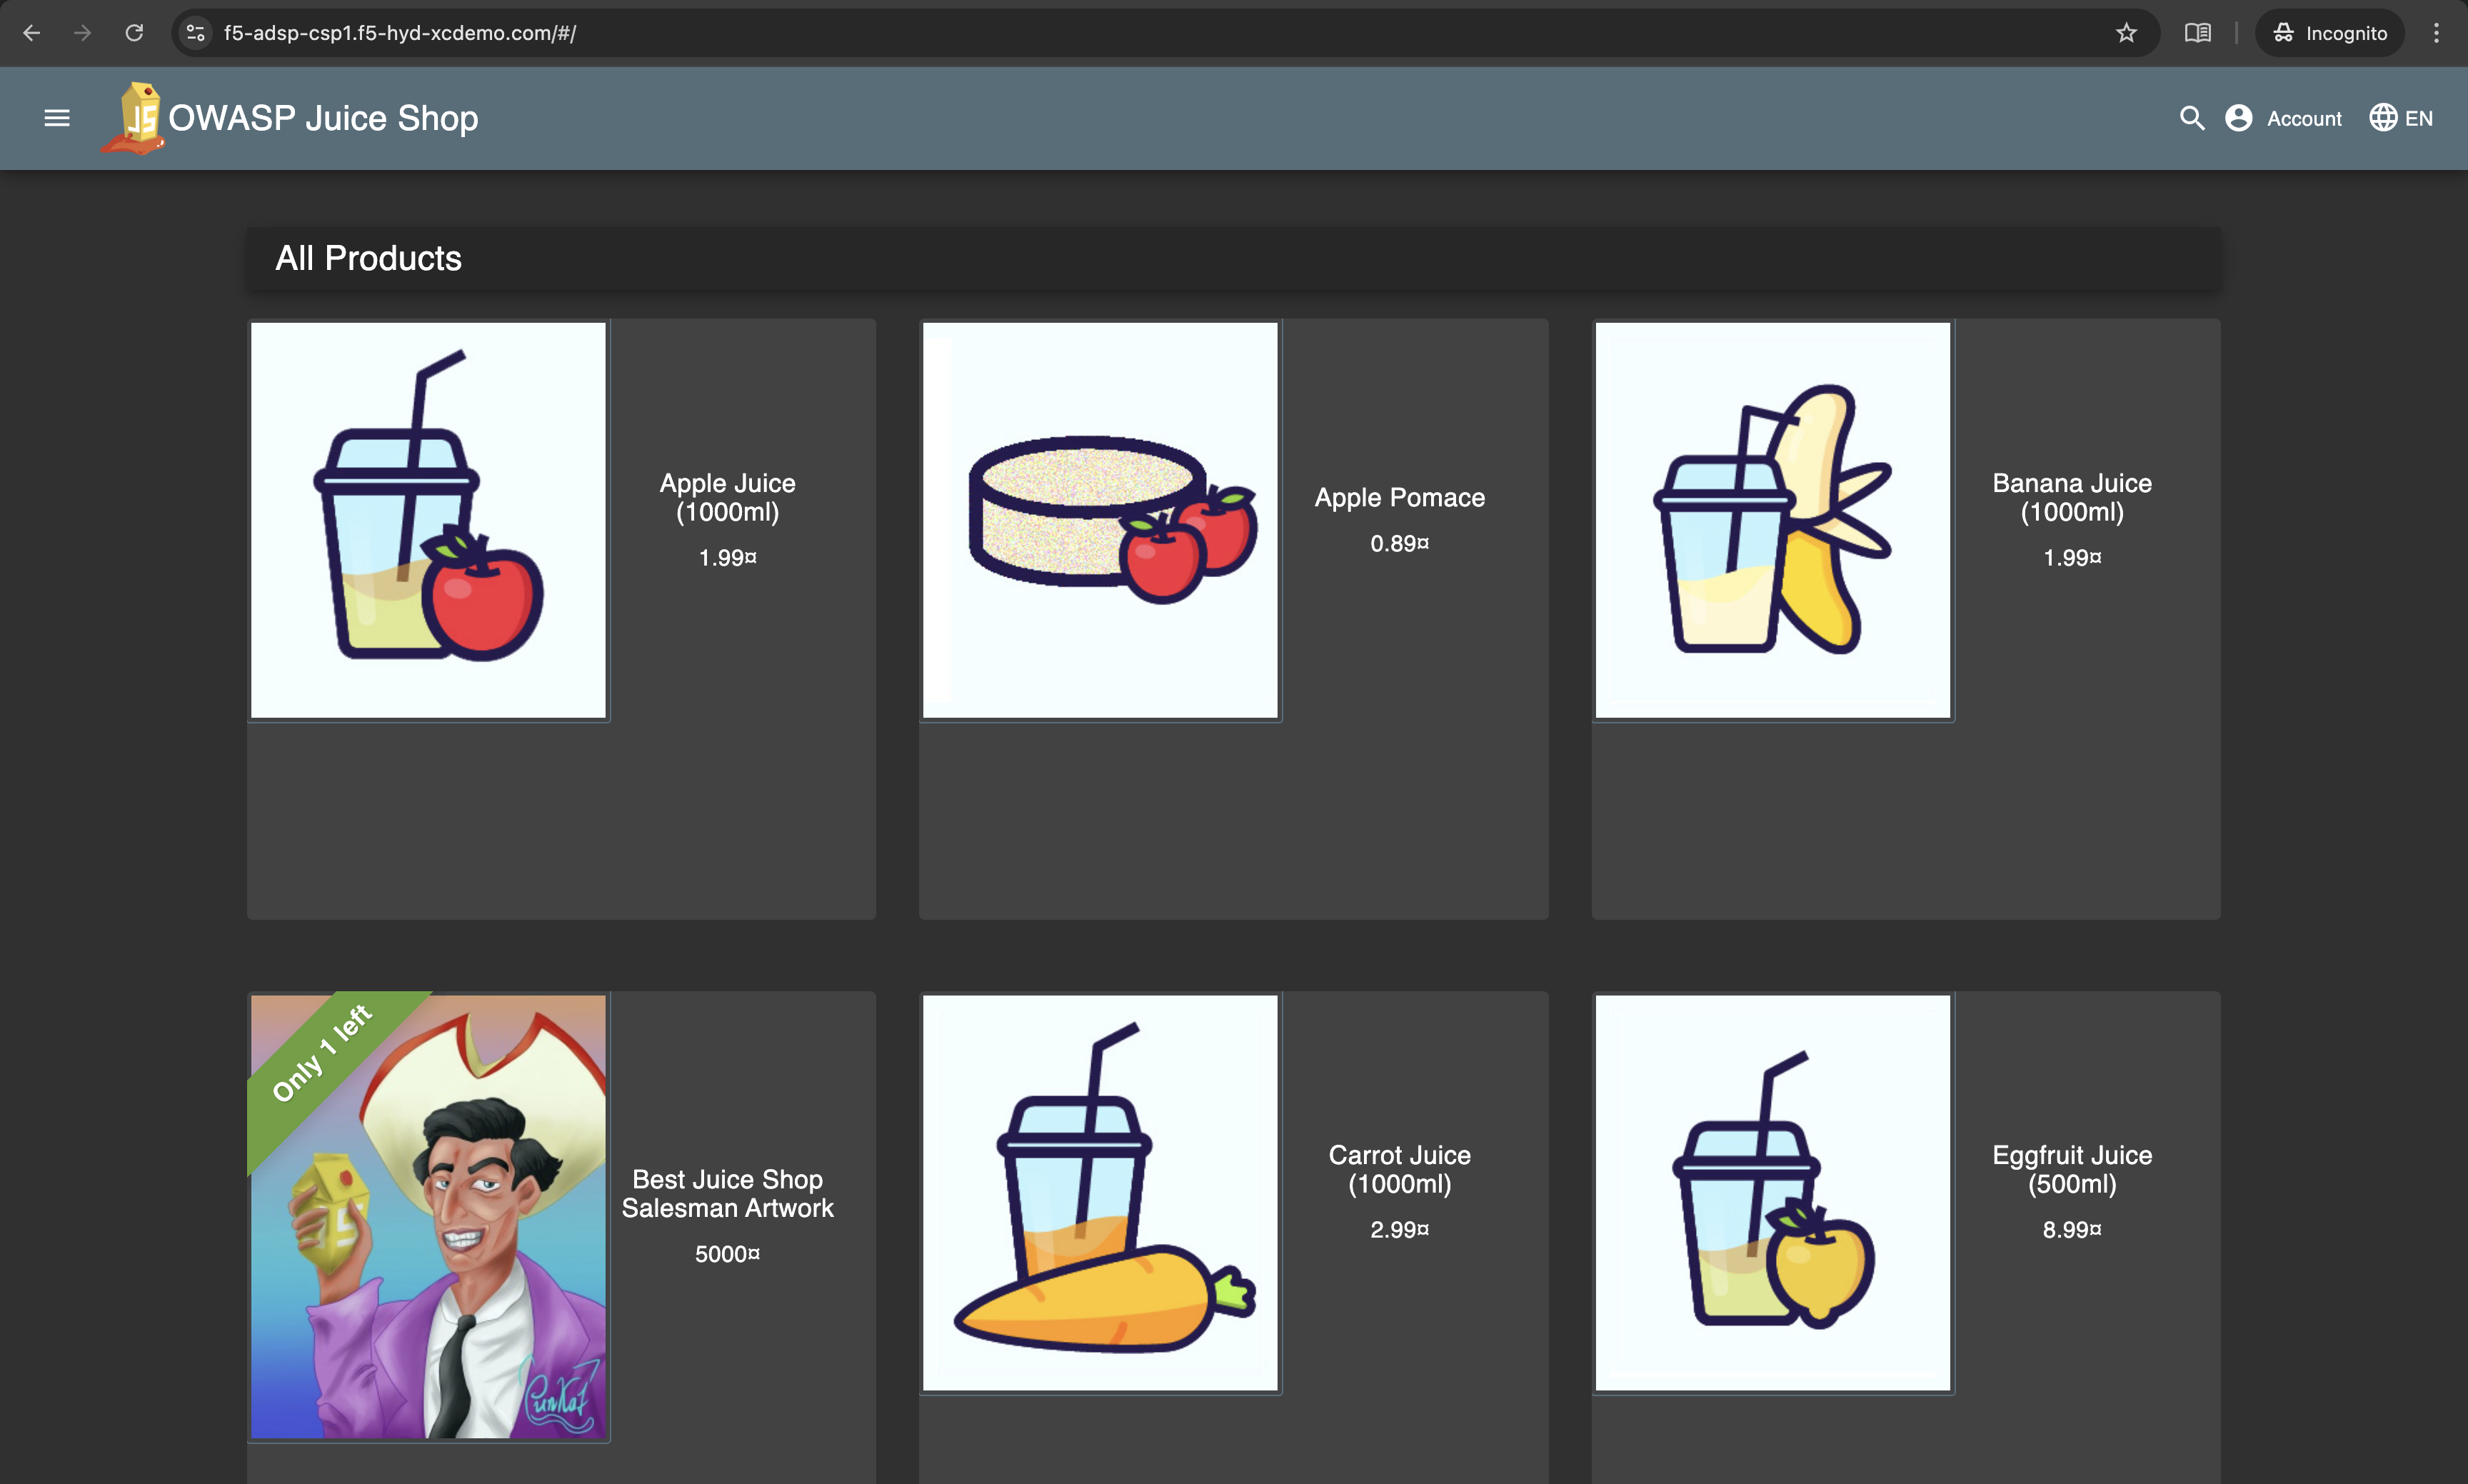 f5-adsp-csp1.f5-hyd-xcdemo.com/#/
Incognito
OWASP Juice Shop
Account
EN
All Products
Apple Juice
(1000ml)
1.99¤
Apple Pomace
0.89¤
Banana Juice
(1000ml)
1.99¤
Only 1 left
Best Juice Shop
Salesman Artwork
5000¤
Carrot Juice
(1000ml)
2.99¤
Eggfruit Juice
(500ml)
8.99¤